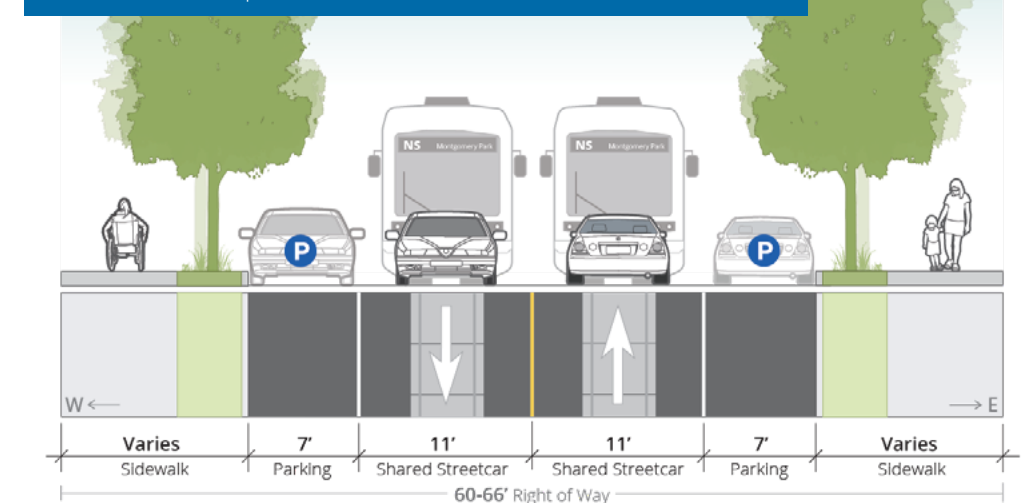 NS Montgomery Park
NS Montgomery Park
P
P
W
E
Varies
7’
11’
11’
7’
Varies
Sidewalk
Parking
Shared Streetcar
Shared Streetcar
Parking
Sidewalk
60-66’ Right of Way